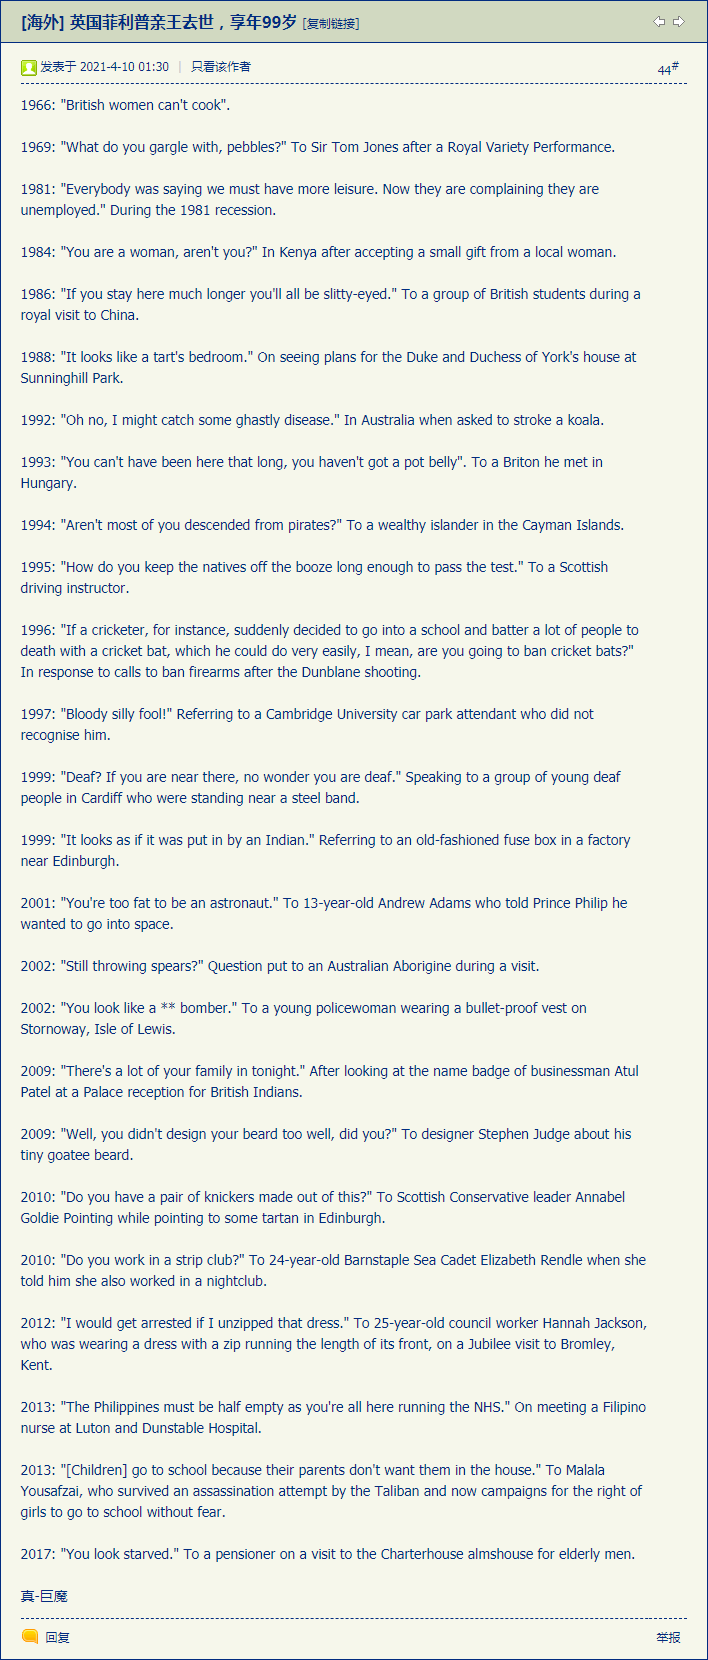 [海外] 英国菲利普亲王去世，享年99岁 [复制链接]
发表于 2021-4-10 01:30 | 只看该作者 44#
1966: "British women can't cook".
1969: "What do you gargle with, pebbles?" To Sir Tom Jones after a Royal Variety Performance.
1981: "Everybody was saying we must have more leisure. Now they are complaining they are
unemployed." During the 1981 recession.
1984: "You are a woman, aren't you?" In Kenya after accepting a small gift from a local woman.
1986: "If you stay here much longer you'll all be slitty-eyed." To a group of British students during a
royal visit to China.
1988: "It looks like a tart's bedroom." On seeing plans for the Duke and Duchess of York's house at
Sunninghill Park.
1992: "Oh no, I might catch some ghastly disease." In Australia when asked to stroke a koala.
1993: "You can't have been here that long, you haven't got a pot belly". To a Briton he met in
Hungary.
1994: "Aren't most of you descended from pirates?" To a wealthy islander in the Cayman Islands.
1995: "How do you keep the natives off the booze long enough to pass the test." To a Scottish
driving instructor.
1996: "If a cricketer, for instance, suddenly decided to go into a school and batter a lot of people to
death with a cricket bat, which he could do very easily, I mean, are you going to ban cricket bats?"
In response to calls to ban firearms after the Dunblane shooting.
1997: "Bloody silly fool!" Referring to a Cambridge University car park attendant who did not
recognise him.
1999: "Deaf? If you are near there, no wonder you are deaf." Speaking to a group of young deaf
people in Cardiff who were standing near a steel band.
1999: "It looks as if it was put in by an Indian." Referring to an old-fashioned fuse box in a factory
near Edinburgh.
2001: "You're too fat to be an astronaut." To 13-year-old Andrew Adams who told Prince Philip he
wanted to go into space.
2002: "Still throwing spears?" Question put to an Australian Aborigine during a visit.
2002: "You look like a ** bomber." To a young policewoman wearing a bullet-proof vest on
Stornoway, Isle of Lewis.
2009: "There's a lot of your family in tonight." After looking at the name badge of businessman Atul
Patel at a Palace reception for British Indians.
2009: "Well, you didn't design your beard too well, did you?" To designer Stephen Judge about his
tiny goatee beard.
2010: "Do you have a pair of knickers made out of this?" To Scottish Conservative leader Annabel
Goldie Pointing while pointing to some tartan in Edinburgh.
2010: "Do you work in a strip club?" To 24-year-old Barnstaple Sea Cadet Elizabeth Rendle when she
told him she also worked in a nightclub.
2012: "I would get arrested if I unzipped that dress." To 25-year-old council worker Hannah Jackson,
who was wearing a dress with a zip running the length of its front, on a Jubilee visit to Bromley,
Kent.
2013: "The Philippines must be half empty as you're all here running the NHS." On meeting a Filipino
nurse at Luton and Dunstable Hospital.
2013: "[Children] go to school because their parents don't want them in the house." To Malala
Yousafzai, who survived an assassination attempt by the Taliban and now campaigns for the right of
girls to go to school without fear.
2017: "You look starved." To a pensioner on a visit to the Charterhouse almshouse for elderly men.
真-巨魔
回复 举报